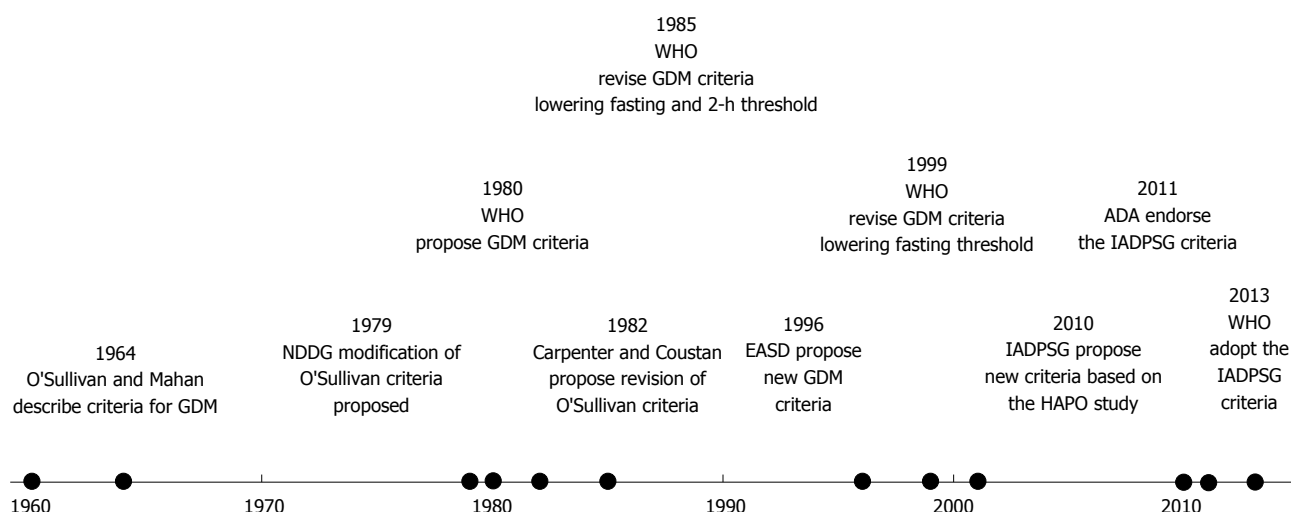 1985
WHO
revise GDM criteria
lowering fasting and 2-h threshold
1980
WHO
propose GDM criteria
1999
WHO
revise GDM criteria
lowering fasting threshold
2011
ADA endorse
the IADPSG criteria
1964
O'Sullivan and Mahan
describe criteria for GDM
1979
NDDG modification of
O'Sullivan criteria
proposed
1982
Carpenter and Coustan
propose revision of
O'Sullivan criteria
1996
EASD propose
new GDM
criteria
2010
IADPSG propose
new criteria based on
the HAPO study
2013
WHO
adopt the
IADPSG
criteria
1960
1970
1980
1990
2000
2010